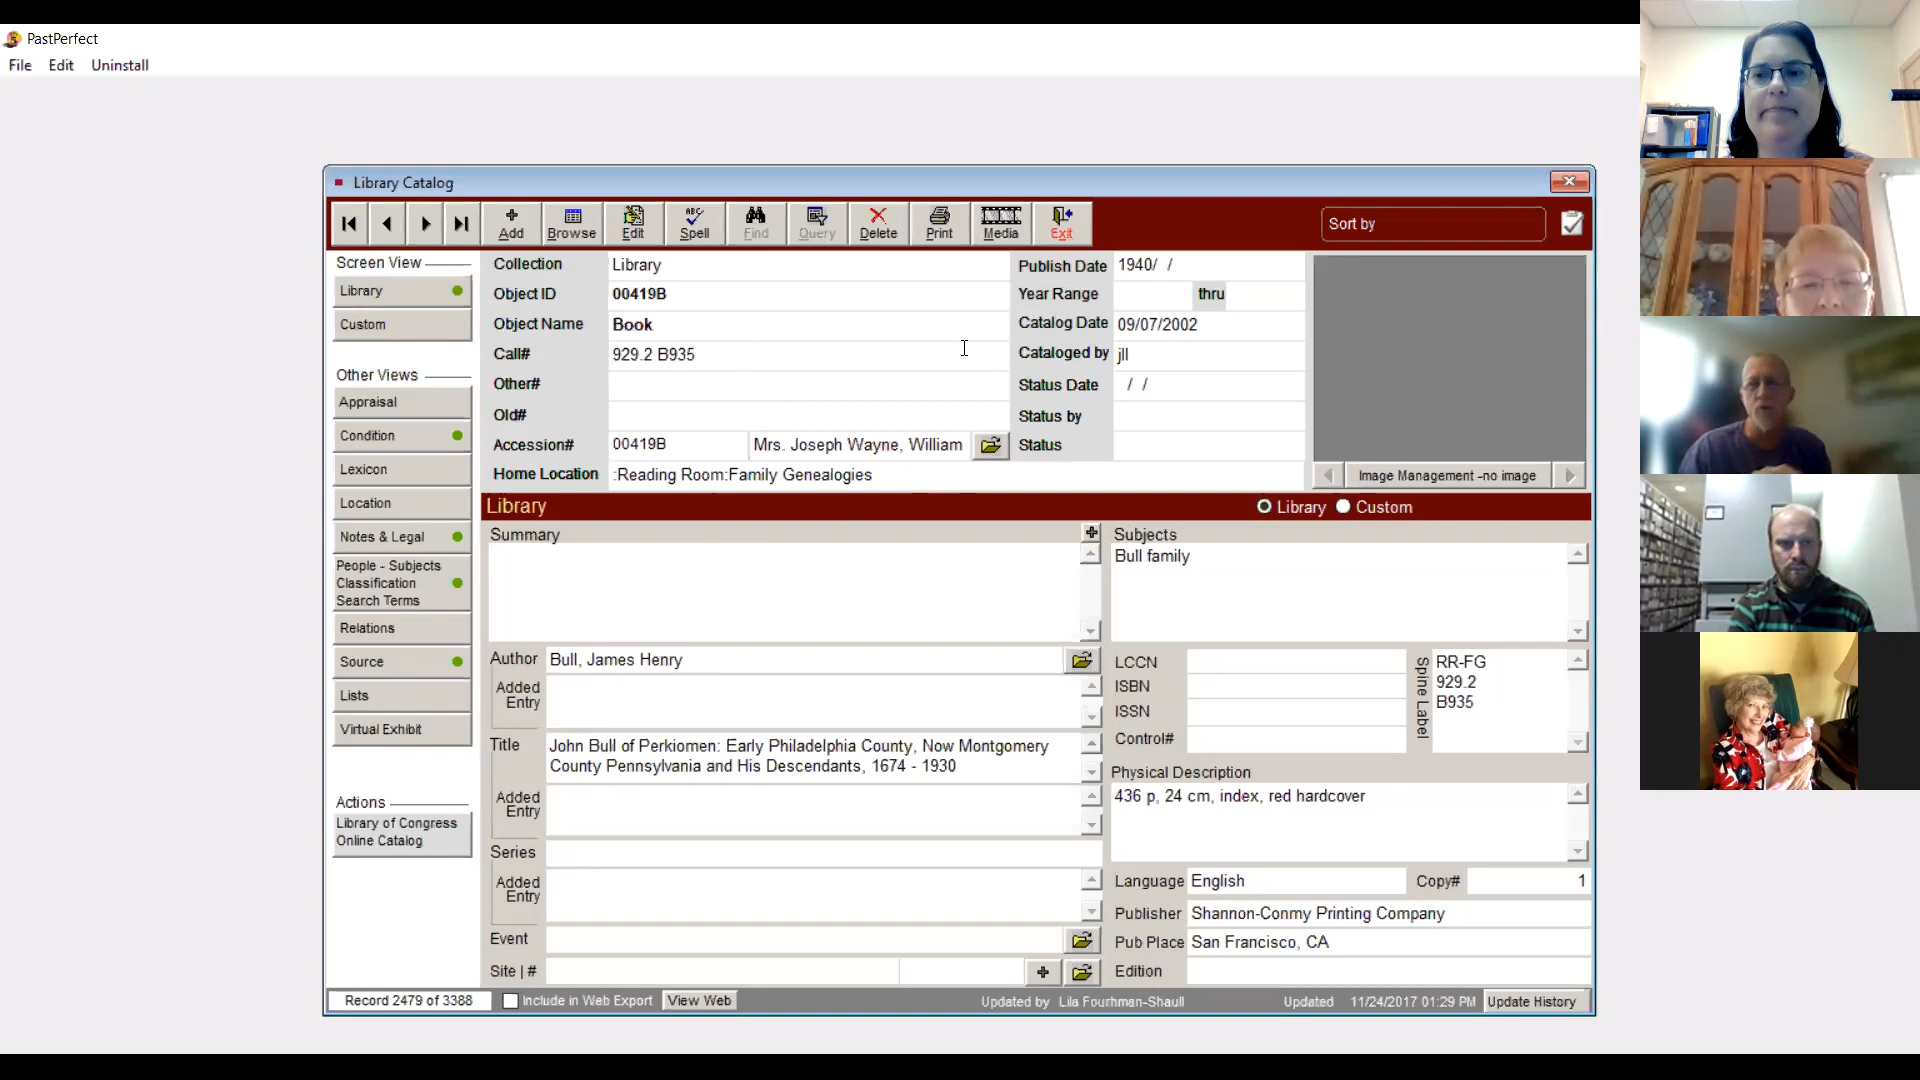 PastPerfect
File Edit Uninstall
Library Catalog
Add Browse Edit ABC Spell Find Query Delete Print Media Exit
Sort by
Screen View
Library
Custom
Other Views
Appraisal
Condition
Lexicon
Location
Notes & Legal
People - Subjects
Classification
Search Terms
Relations
Source
Lists
Virtual Exhibit
Actions
Library of Congress
Online Catalog
Collection Library
Object ID 00419B
Object Name Book
Call# 929.2 B935
Other#
Old#
Accession# 00419B Mrs. Joseph Wayne, William
Home Location :Reading Room:Family Genealogies
Publish Date 1940/ /
Year Range thru
Catalog Date 09/07/2002
Cataloged by jll
Status Date / /
Status by
Status
Image Management -no image
Library
Library Custom
Summary
Author Bull, James Henry
Added
Entry
Title John Bull of Perkiomen: Early Philadelphia County, Now Montgomery
County Pennsylvania and His Descendants, 1674 - 1930
Added
Entry
Series
Added
Entry
Event
Site | #
Subjects
Bull family
LCCN
ISBN
ISSN
Control#
Spine Label
RR-FG
929.2
B935
Physical Description
436 p, 24 cm, index, red hardcover
Language English Copy# 1
Publisher Shannon-Conmy Printing Company
Pub Place San Francisco, CA
Edition
Record 2479 of 3388 Include in Web Export View Web Updated by Lila Fourhman-Shaull Updated 11/24/2017 01:29 PM Update History